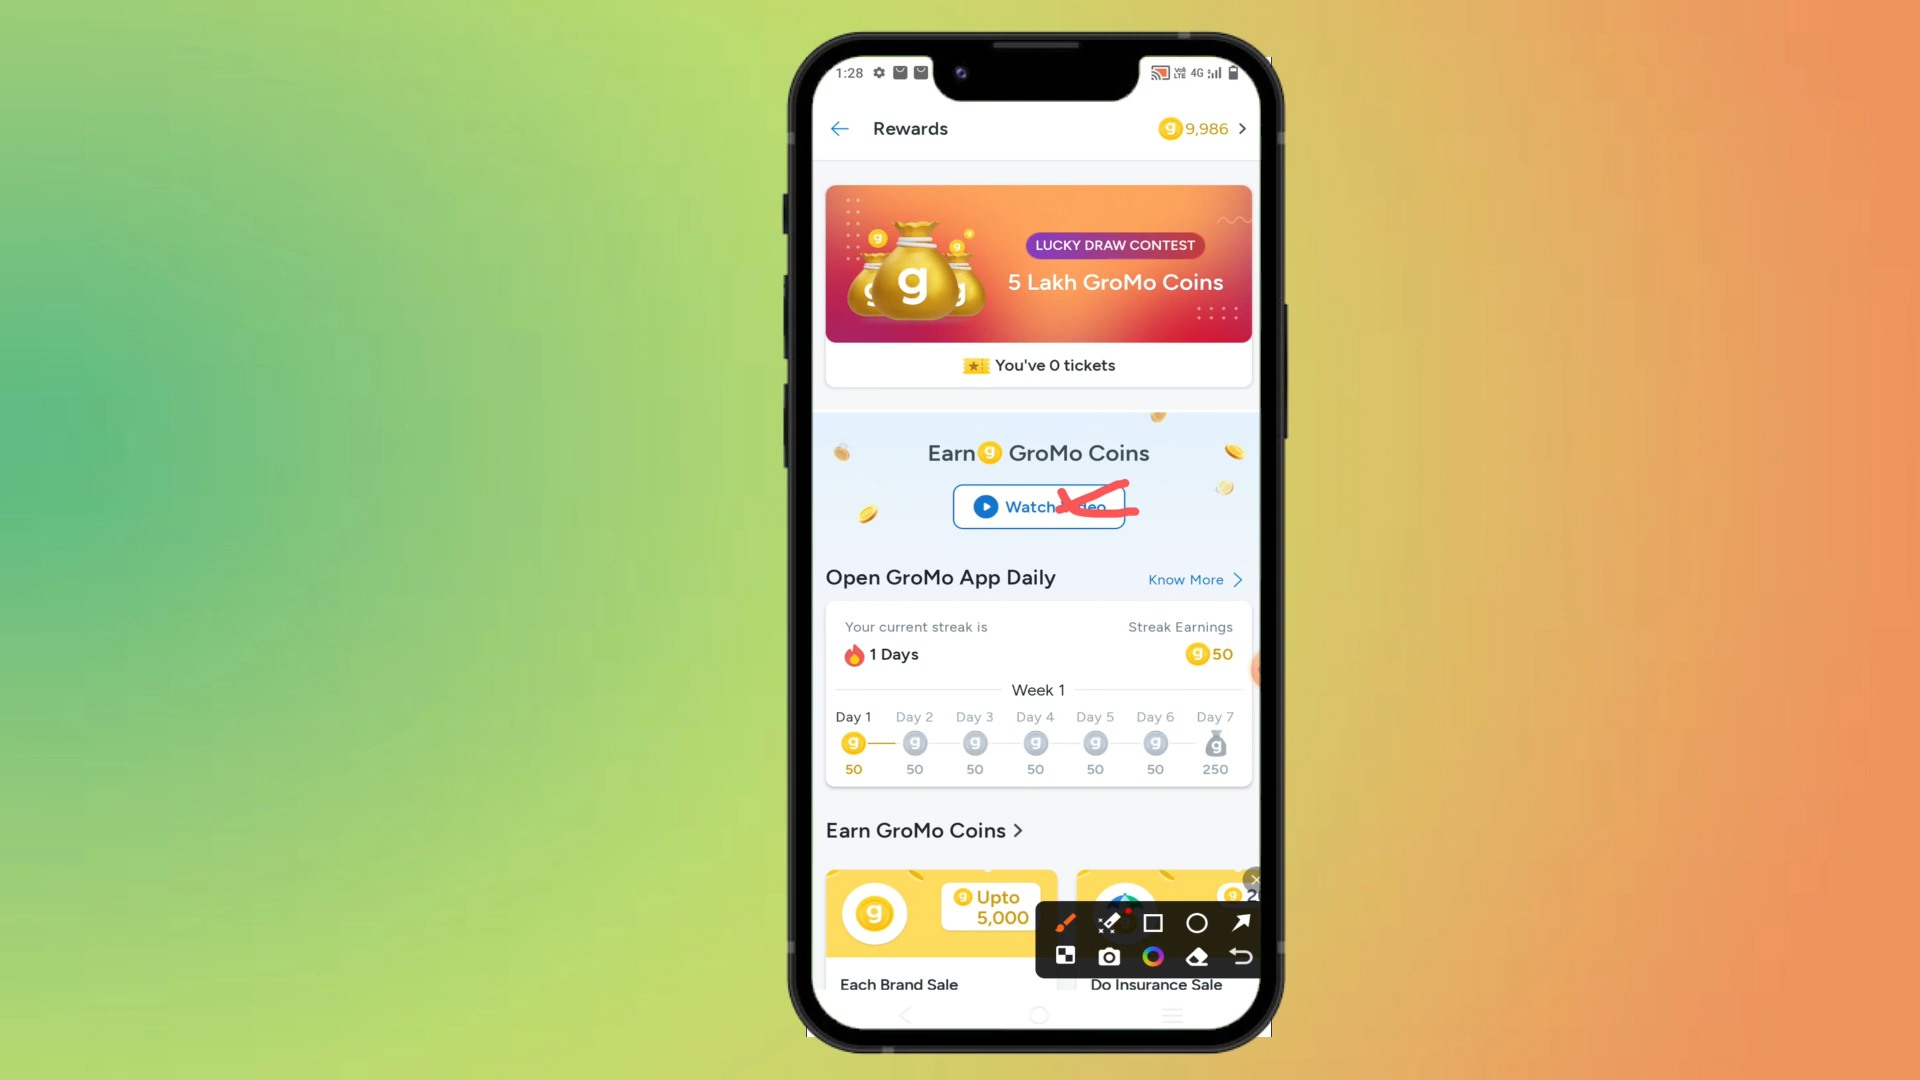 1:28
4G
Rewards
9,986
LUCKY DRAW CONTEST
5 Lakh GroMo Coins
You've 0 tickets
Earn g GroMo Coins
Watch
Open GroMo App Daily
Know More
Your current streak is
Streak Earnings
1 Days
50
Week 1
Day 1 Day 2 Day 3 Day 4 Day 5 Day 6 Day 7
50 50 50 50 50 50 250
Earn GroMo Coins
Upto
5,000
Each Brand Sale
Do Insurance Sale